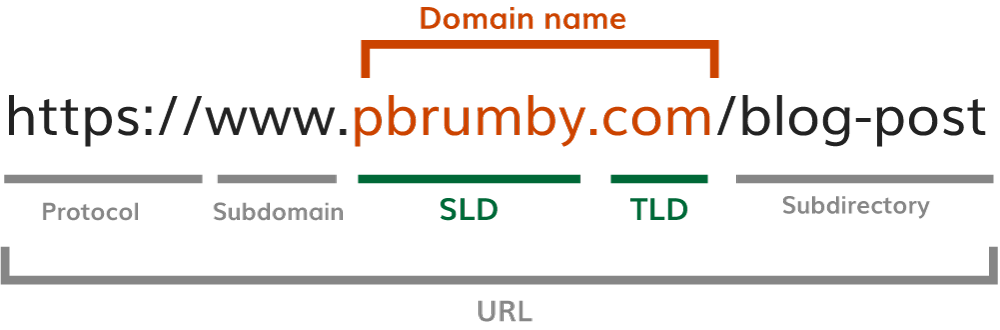 Domain name
https://www.pbrumby.com/blog-post
Protocol Subdomain SLD TLD Subdirectory
URL